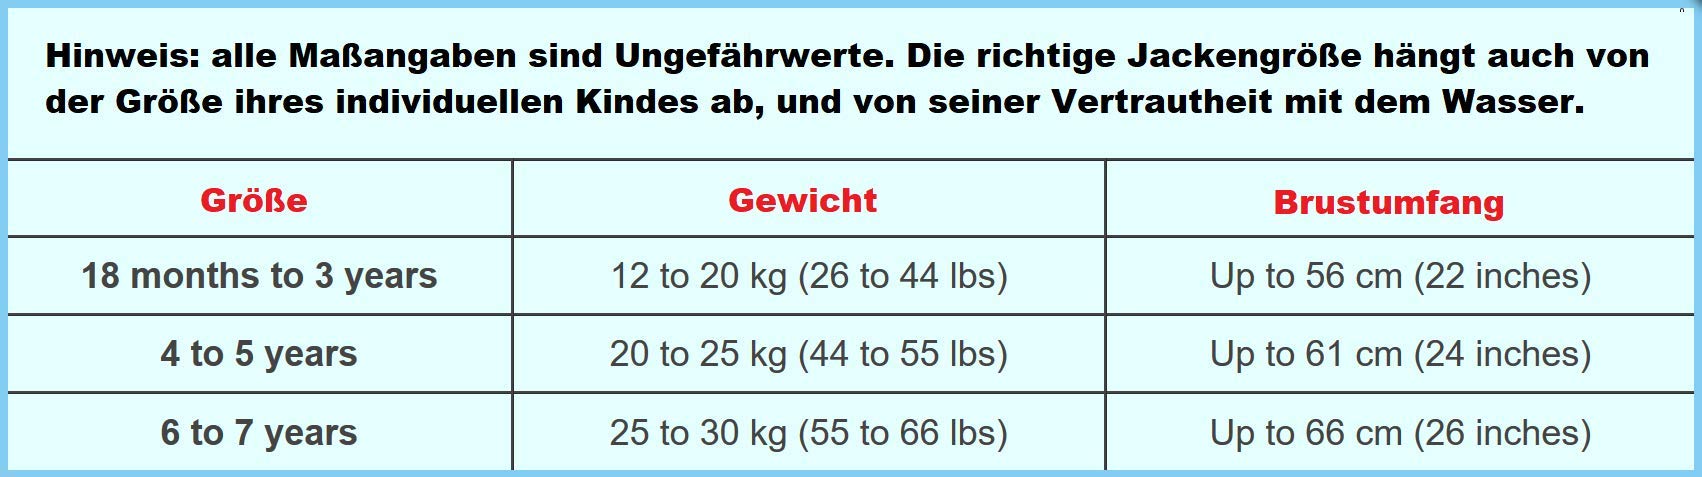 Hinweis: alle Maßangaben sind Ungefährwerte. Die richtige Jackengröße hängt auch von
der Größe ihres individuellen Kindes ab, und von seiner Vertrautheit mit dem Wasser.
Größe Gewicht Brustumfang
18 months to 3 years 12 to 20 kg (26 to 44 lbs) Up to 56 cm (22 inches)
4 to 5 years 20 to 25 kg (44 to 55 lbs) Up to 61 cm (24 inches)
6 to 7 years 25 to 30 kg (55 to 66 lbs) Up to 66 cm (26 inches)